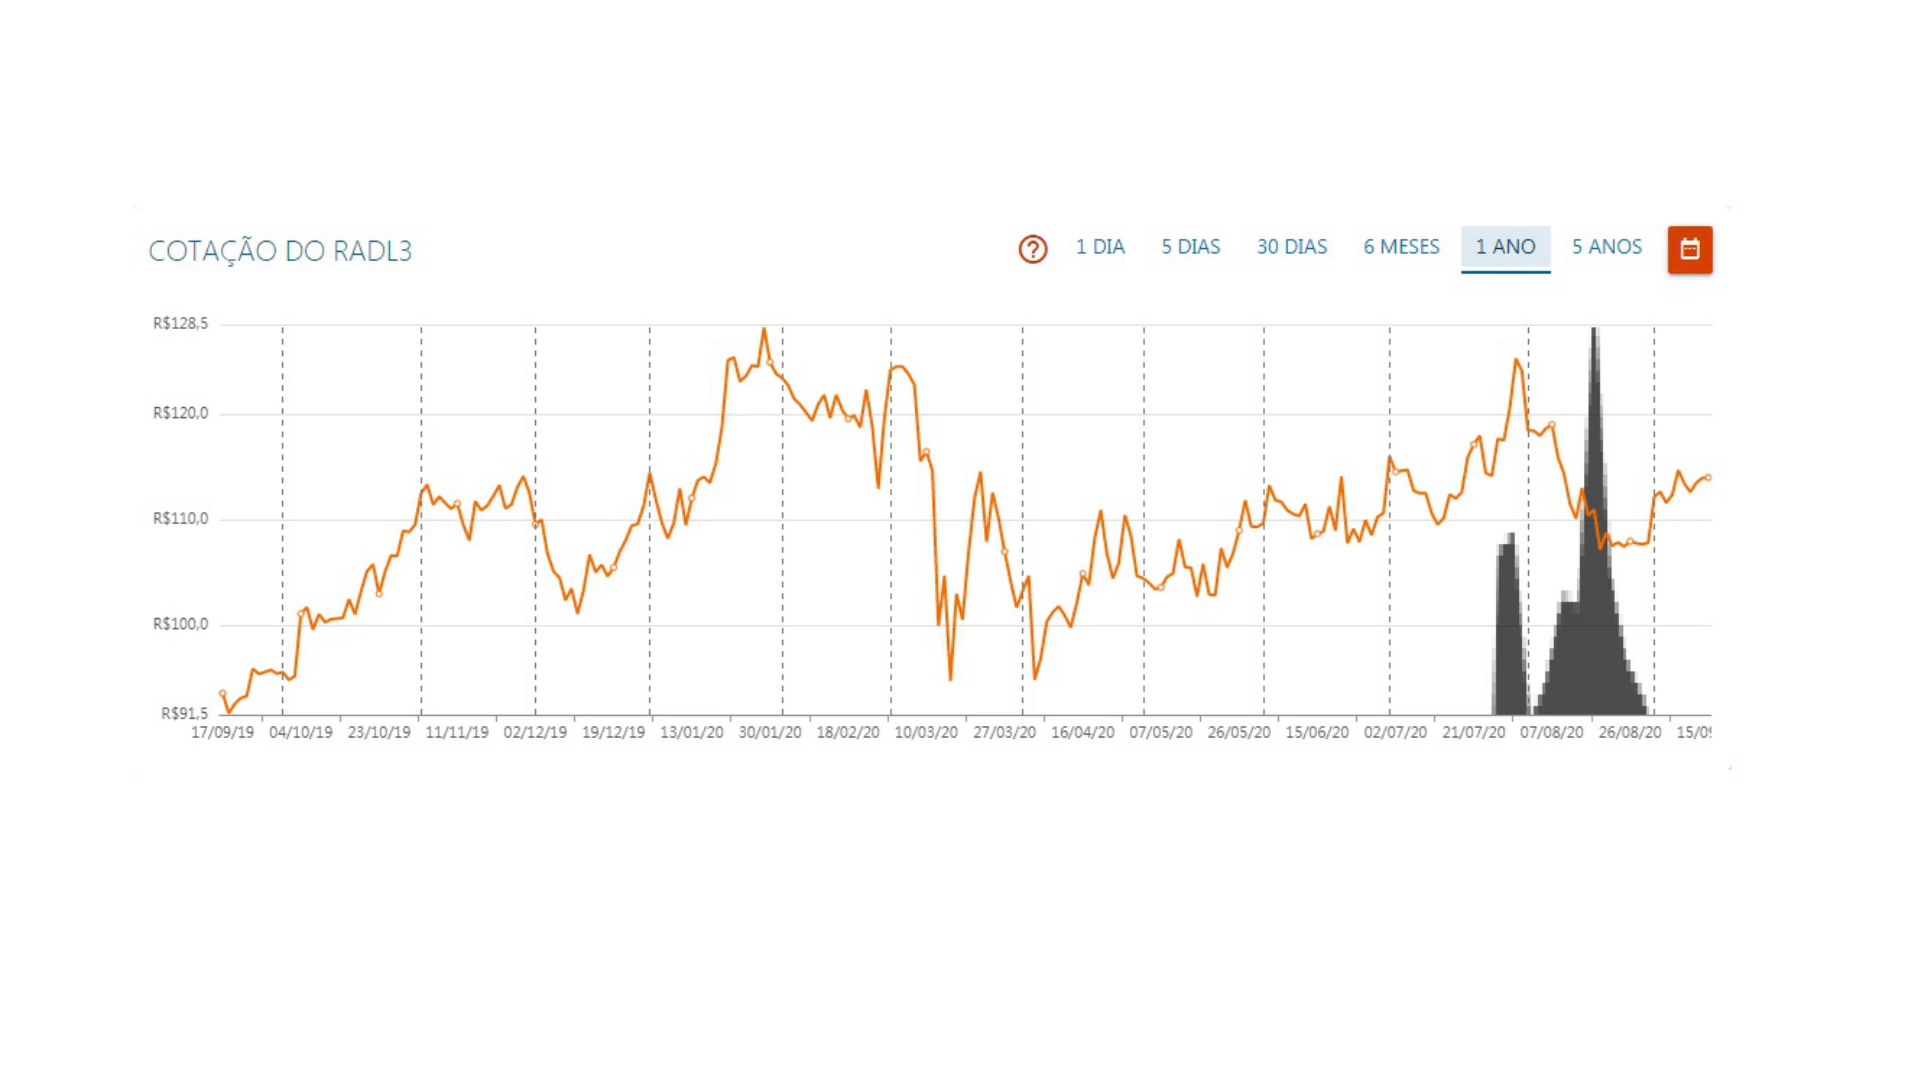 COTAÇÃO DO RADL3
? 1 DIA 5 DIAS 30 DIAS 6 MESES 1 ANO 5 ANOS
R$128,5
R$120,0
R$110,0
R$100,0
R$91,5
17/09/19 04/10/19 23/10/19 11/11/19 02/12/19 19/12/19 13/01/20 30/01/20 18/02/20 10/03/20 27/03/20 16/04/20 07/05/20 26/05/20 15/06/20 02/07/20 21/07/20 07/08/20 26/08/20